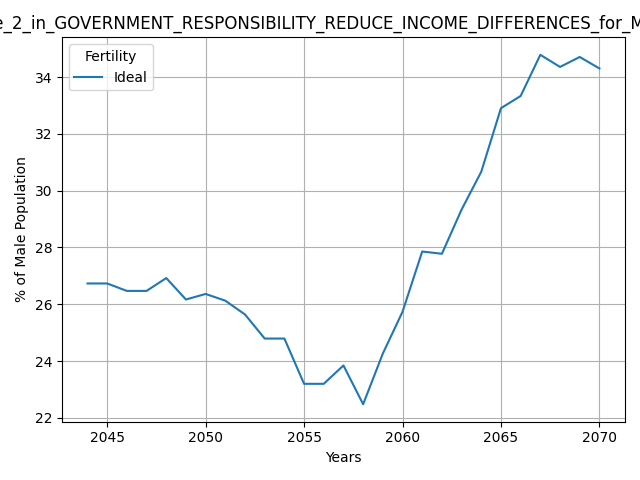 e_2_in_GOVERNMENT_RESPONSIBILITY_REDUCE_INCOME_DIFFERENCES_for_M
Fertility
Ideal
% of Male Population
34
32
30
28
26
24
22
2045 2050 2055 2060 2065 2070
Years